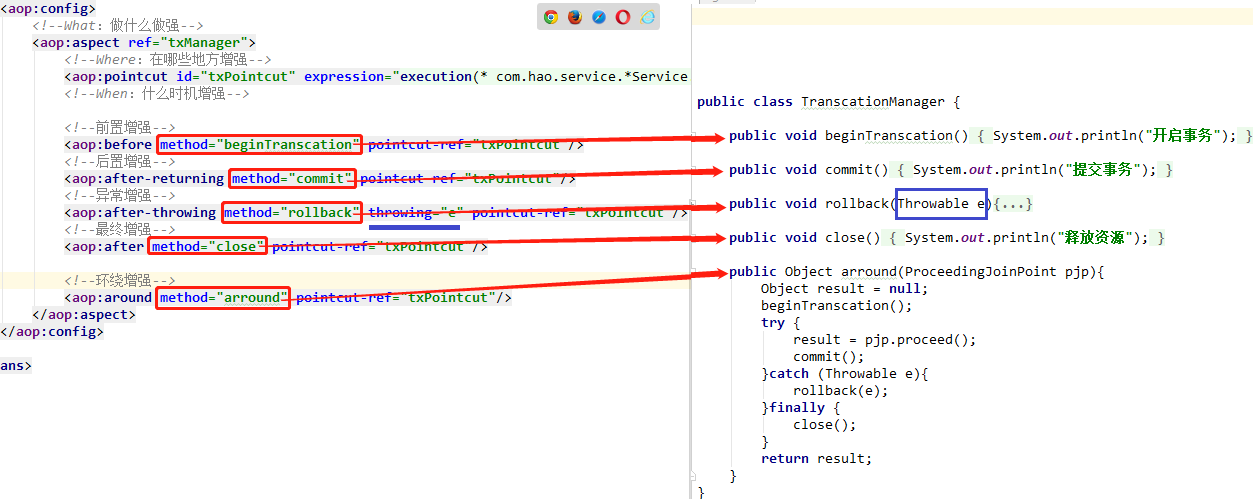 <aop:config>
<!--What：做什么做强-->
<aop:aspect ref="txManager">
<!--Where：在哪些地方增强-->
<aop:pointcut id="txPointcut" expression="execution(* com.hao.service.*Service
<!--When：什么时机增强-->
<!--前置增强-->
<aop:before method="beginTranscation" pointcut-ref="txPointcut"/>
<!--后置增强-->
<aop:after-returning method="commit" pointcut-ref="txPointcut"/>
<!--异常增强-->
<aop:after-throwing method="rollback" throwing="e" pointcut-ref="txPointcut"/>
<!--最终增强-->
<aop:after method="close" pointcut-ref="txPointcut"/>
<!--环绕增强-->
<aop:around method="arround" pointcut-ref="txPointcut"/>
</aop:aspect>
</aop:config>
ans>
public class TranscationManager {
public void beginTranscation() { System.out.println("开启事务"); }
public void commit() { System.out.println("提交事务"); }
public void rollback(Throwable e){...}
public void close() { System.out.println("释放资源"); }
public Object arround(ProceedingJoinPoint pjp){
Object result = null;
beginTranscation();
try {
result = pjp.proceed();
commit();
}catch (Throwable e){
rollback(e);
}finally {
close();
}
return result;
}
}